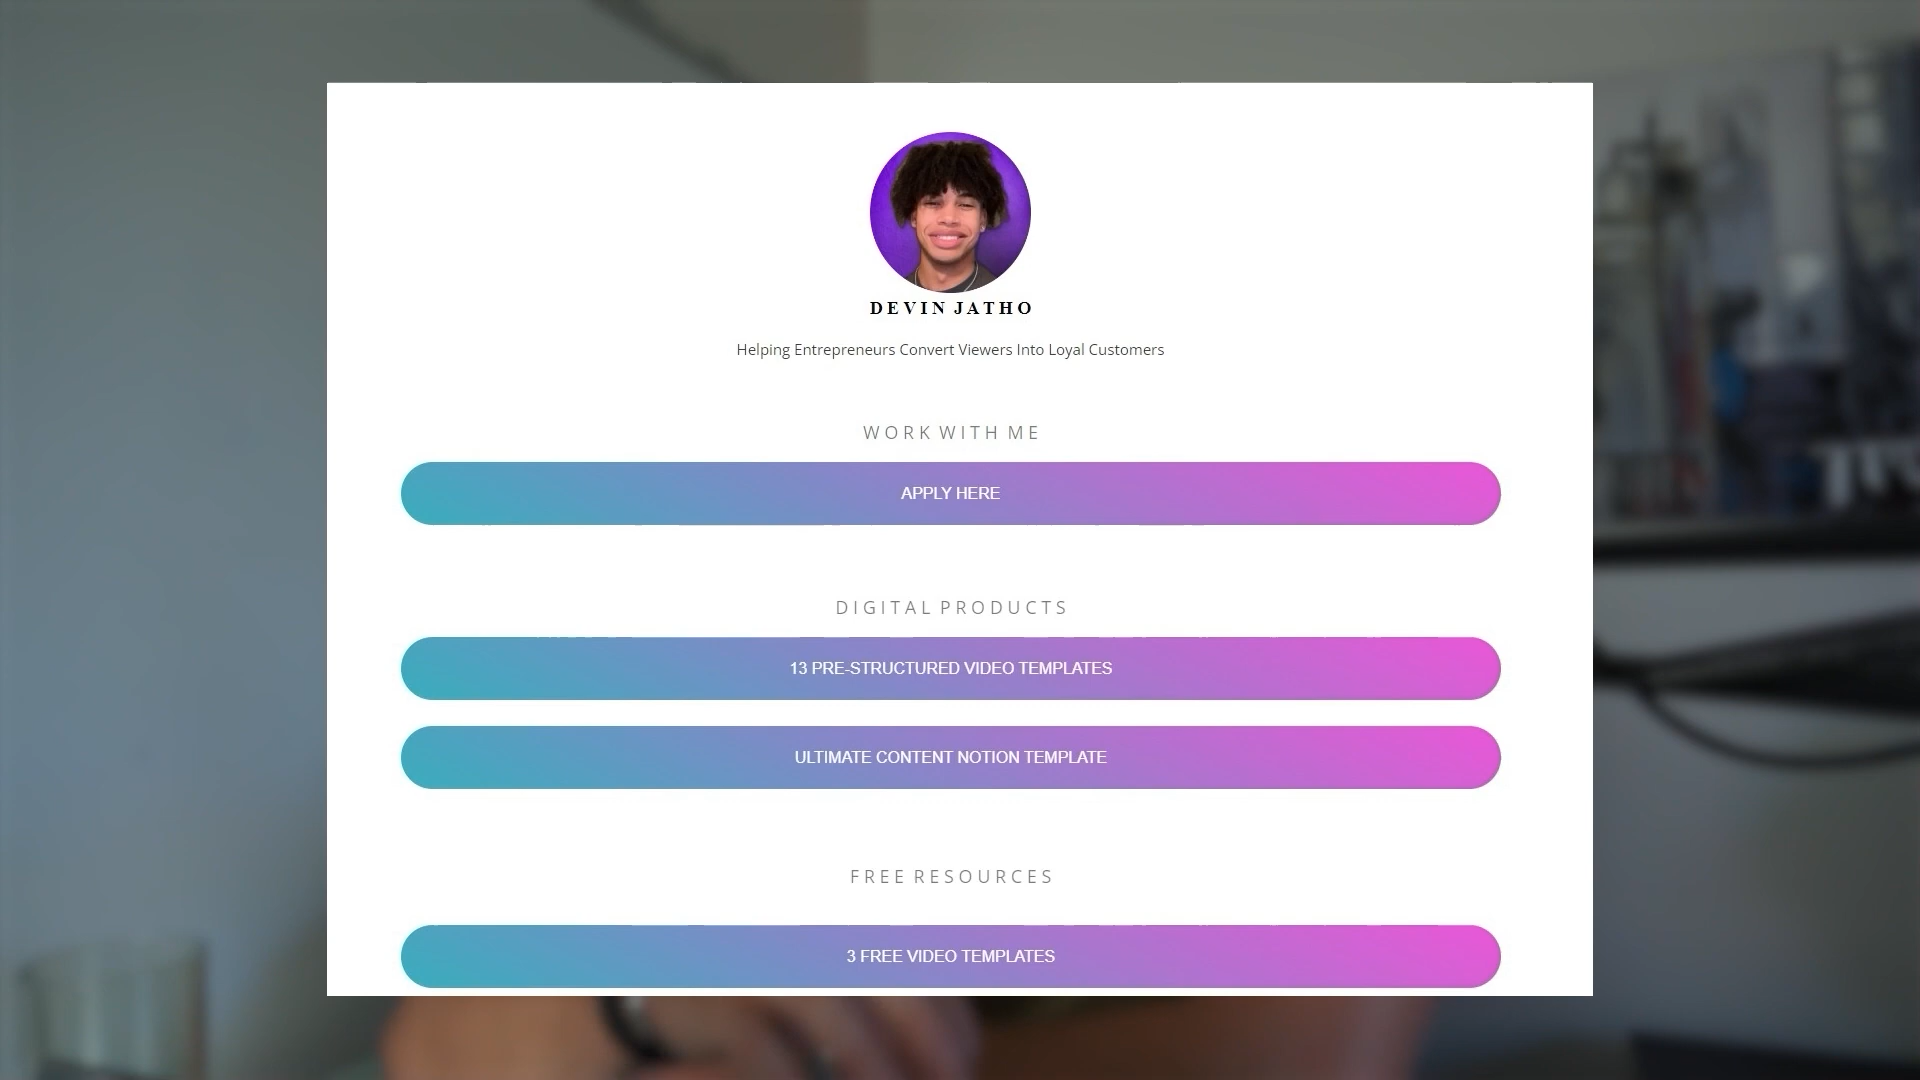 DEVIN JATHO
Helping Entrepreneurs Convert Viewers Into Loyal Customers
WORK WITH ME
APPLY HERE
DIGITAL PRODUCTS
13 PRE-STRUCTURED VIDEO TEMPLATES
ULTIMATE CONTENT NOTION TEMPLATE
FREE RESOURCES
3 FREE VIDEO TEMPLATES